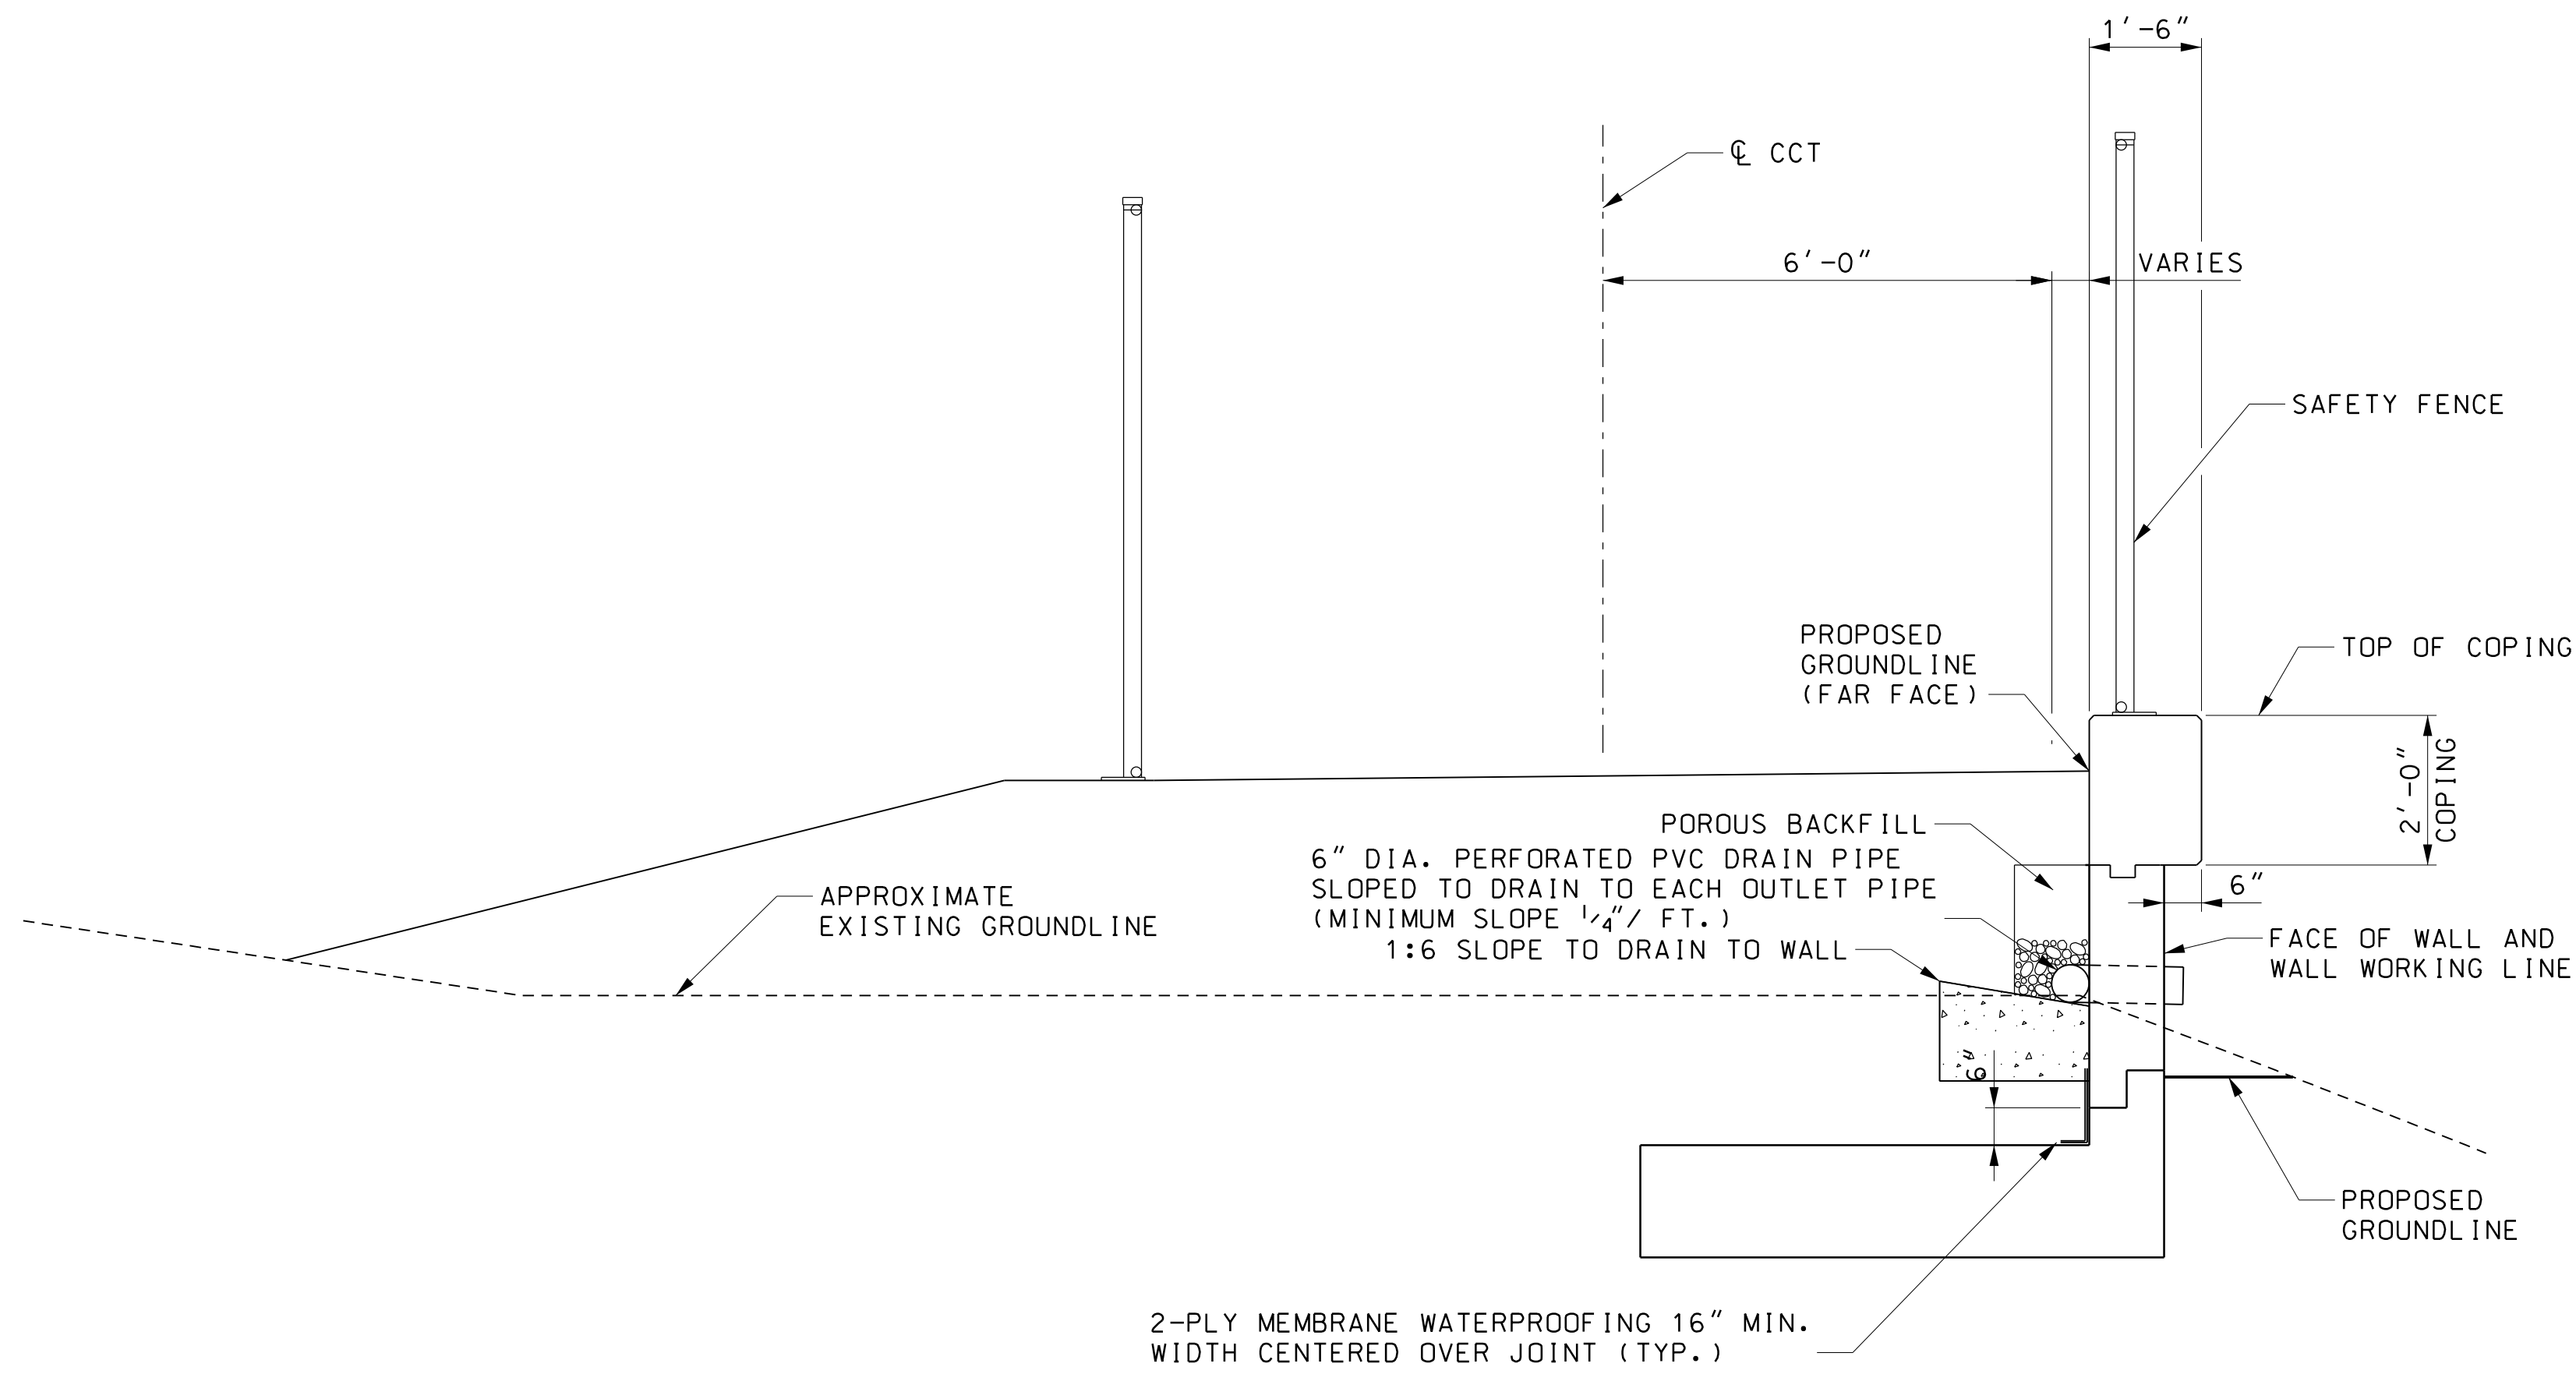 1'-6"
℄ CCT
6'-0"
VARIES
SAFETY FENCE
PROPOSED
GROUNDLINE
(FAR FACE)
TOP OF COPING
2'-0"
COPING
POROUS BACKFILL
6" DIA. PERFORATED PVC DRAIN PIPE
SLOPED TO DRAIN TO EACH OUTLET PIPE
(MINIMUM SLOPE 1/4"/ FT.)
1:6 SLOPE TO DRAIN TO WALL
6"
APPROXIMATE
EXISTING GROUNDLINE
FACE OF WALL AND
WALL WORKING LINE
6"
PROPOSED
GROUNDLINE
2-PLY MEMBRANE WATERPROOFING 16" MIN.
WIDTH CENTERED OVER JOINT (TYP.)